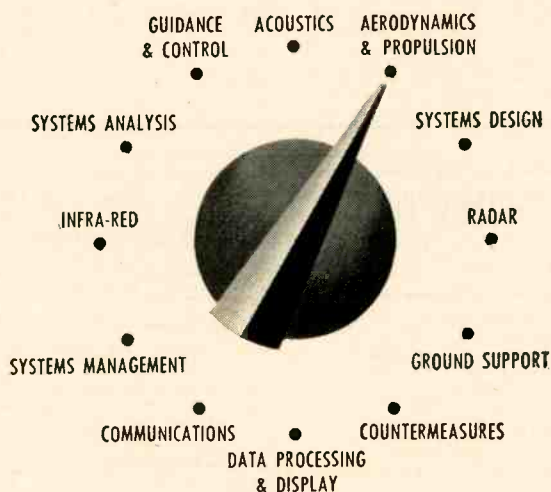 GUIDANCE
& CONTROL
ACOUSTICS
AERODYNAMICS
& PROPULSION
SYSTEMS ANALYSIS
SYSTEMS DESIGN
INFRA-RED
RADAR
SYSTEMS MANAGEMENT
GROUND SUPPORT
COMMUNICATIONS
COUNTERMEASURES
DATA PROCESSING
& DISPLAY